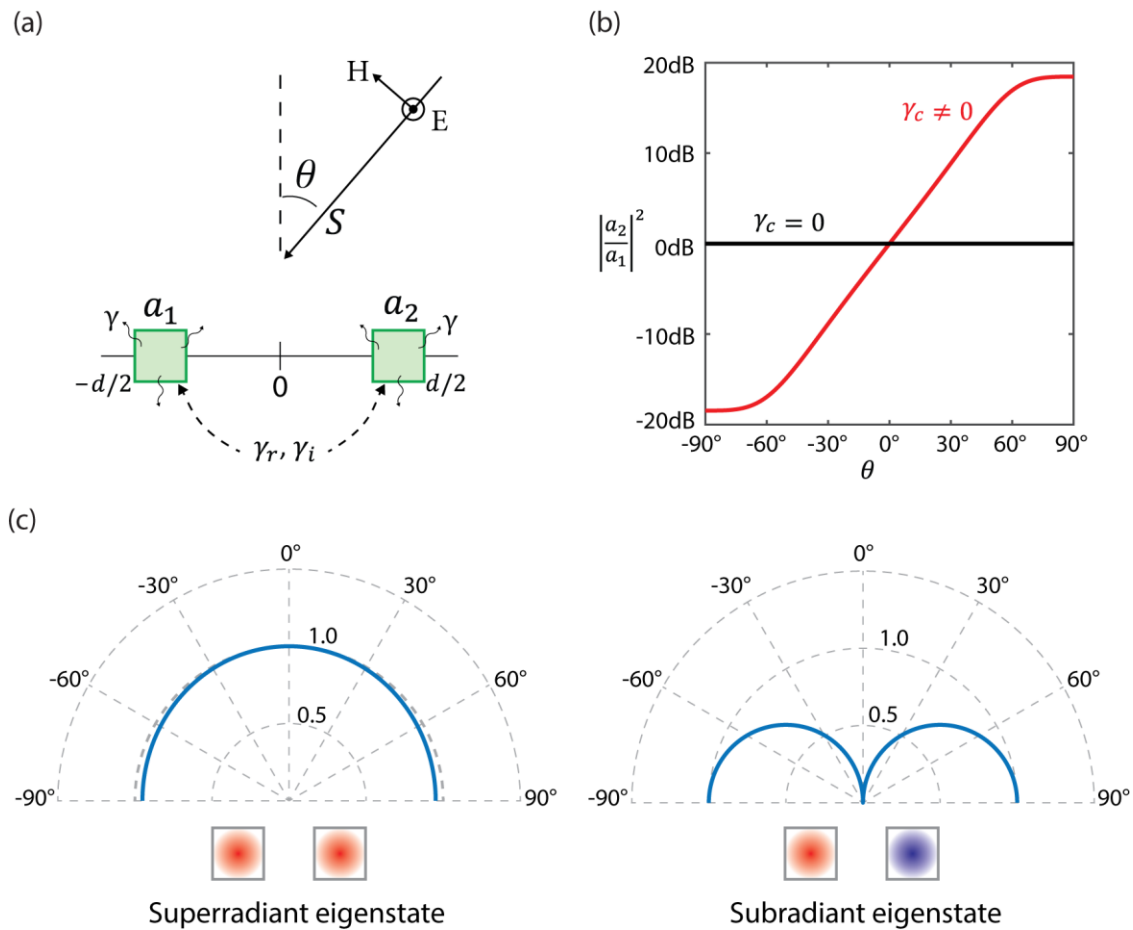 (a)
H
E
θ
S
γ
a₁
a₂
γ
−d/2
0
d/2
γᵣ, γᵢ
(b)
20dB
10dB
0dB
-10dB
-20dB
|a₂/a₁|²
γ_c ≠ 0
γ_c = 0
-90° -60° -30° 0° 30° 60° 90°
θ
(c)
0°
-30° 30°
1.0
-60° 60°
0.5
-90° 90°
Superradiant eigenstate
0°
-30° 30°
1.0
-60° 60°
0.5
-90° 90°
Subradiant eigenstate